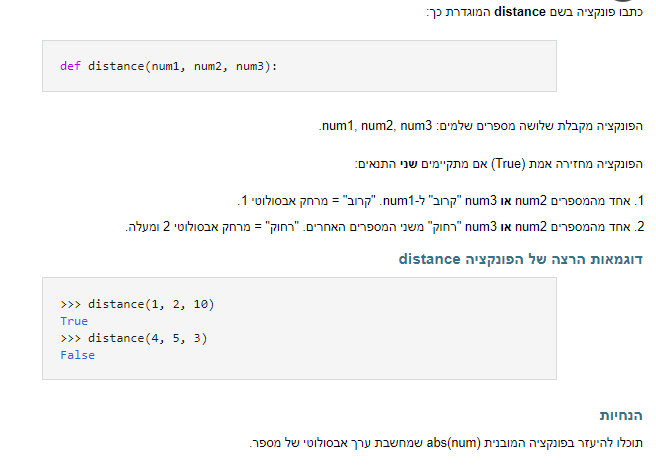 כתבו פונקציה בשם distance המוגדרת כך:
def distance(num1, num2, num3):
הפונקציה מקבלת שלושה מספרים שלמים: num1, num2, num3.
הפונקציה מחזירה אמת (True) אם מתקיימים שני התנאים:
1. אחד מהמספרים num2 או num3 "קרוב" ל-num1. "קרוב" = מרחק אבסולוטי 1.
2. אחד מהמספרים num2 או num3 "רחוק" משני המספרים האחרים. "רחוק" = מרחק אבסולוטי 2 ומעלה.
דוגמאות הרצה של הפונקציה distance
>>> distance(1, 2, 10)
True
>>> distance(4, 5, 3)
False
הנחיות
תוכלו להיעזר בפונקציה המובנית abs(num) שמחשבת ערך אבסולוטי של מספר.